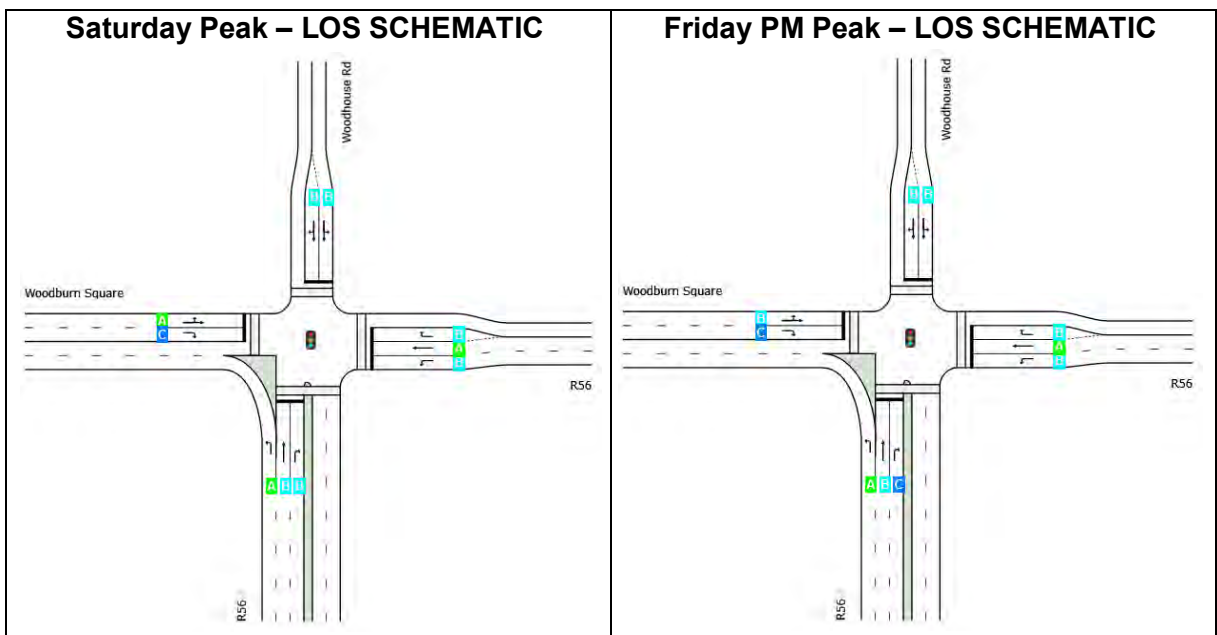 Saturday Peak – LOS SCHEMATIC
Woodhouse Rd
B B
Woodburn Square
A
C
B
A
B
R56
A B B
R56
Friday PM Peak – LOS SCHEMATIC
Woodhouse Rd
B B
Woodburn Square
B
C
B
A
B
R56
A B C
R56